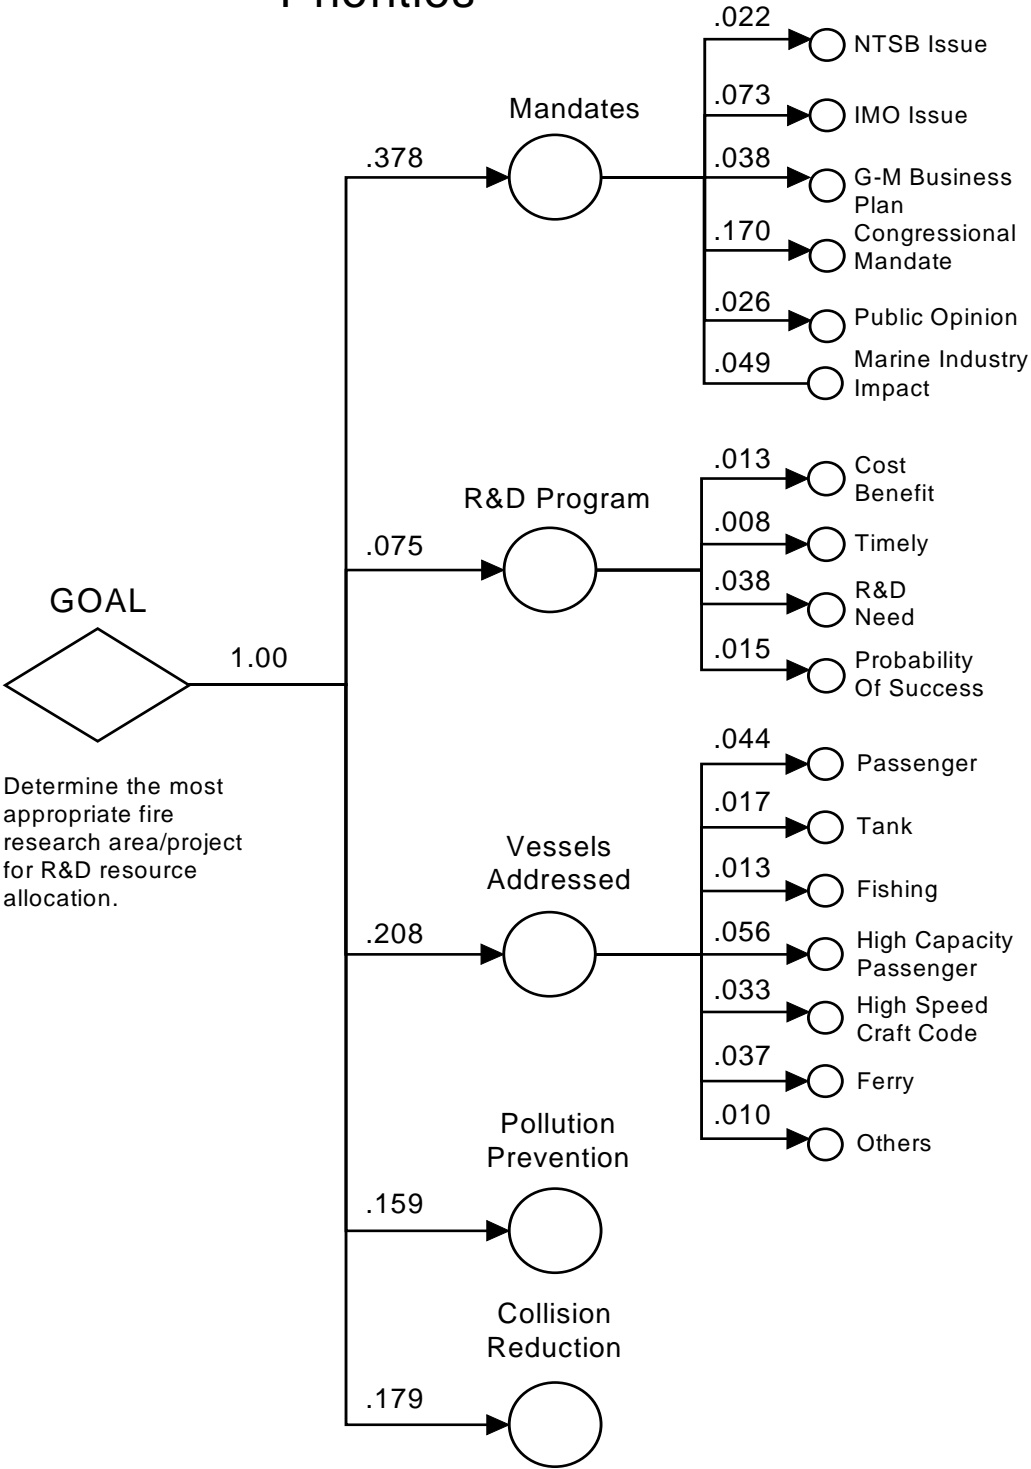 Priorities
.022
NTSB Issue
.073
IMO Issue
Mandates
.378
.038
G-M Business
Plan
.170
Congressional
Mandate
.026
Public Opinion
.049
Marine Industry
Impact
R&D Program
.075
.013
Cost
Benefit
.008
Timely
.038
R&D
Need
.015
Probability
Of Success
GOAL
1.00
Determine the most
appropriate fire
research area/project
for R&D resource
allocation.
Vessels
Addressed
.208
.044
Passenger
.017
Tank
.013
Fishing
.056
High Capacity
Passenger
.033
High Speed
Craft Code
.037
Ferry
.010
Others
Pollution
Prevention
.159
Collision
Reduction
.179